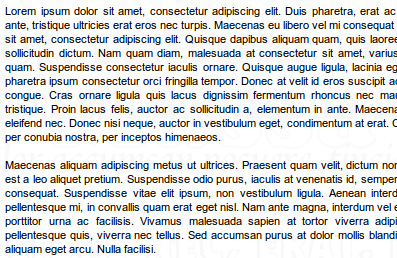 Lorem ipsum dolor sit amet, consectetur adipiscing elit. Duis pharetra, erat ac
ante, tristique ultricies erat eros nec turpis. Maecenas eu libero vel mi consequat
sit amet, consectetur adipiscing elit. Quisque dapibus aliquam quam, quis laoree
sollicitudin dictum. Nam quam diam, malesuada at consectetur sit amet, varius
quam. Suspendisse consectetur iaculis ornare. Quisque augue ligula, lacinia eg
pharetra ipsum consectetur orci fringilla tempor. Donec at velit id eros suscipit ac
congue. Cras ornare ligula quis lacus dignissim fermentum rhoncus nec mau
tristique. Proin lacus felis, auctor ac sollicitudin a, elementum in ante. Maecena
eleifend nec. Donec nisi neque, auctor in vestibulum eget, condimentum at erat. C
per conubia nostra, per inceptos himenaeos.
Maecenas aliquam adipiscing metus ut ultrices. Praesent quam velit, dictum non
est a leo aliquet pretium. Suspendisse odio purus, iaculis at venenatis id, semper
consequat. Suspendisse vitae elit ipsum, non vestibulum ligula. Aenean interd
pellentesque mi, in convallis quam erat eget nisl. Nam ante magna, interdum vel e
porttitor urna ac facilisis. Vivamus malesuada sapien at tortor viverra adipi
pellentesque quis, viverra nec tellus. Sed accumsan purus at dolor mollis blandi
aliquam eget arcu. Nulla facilisi.